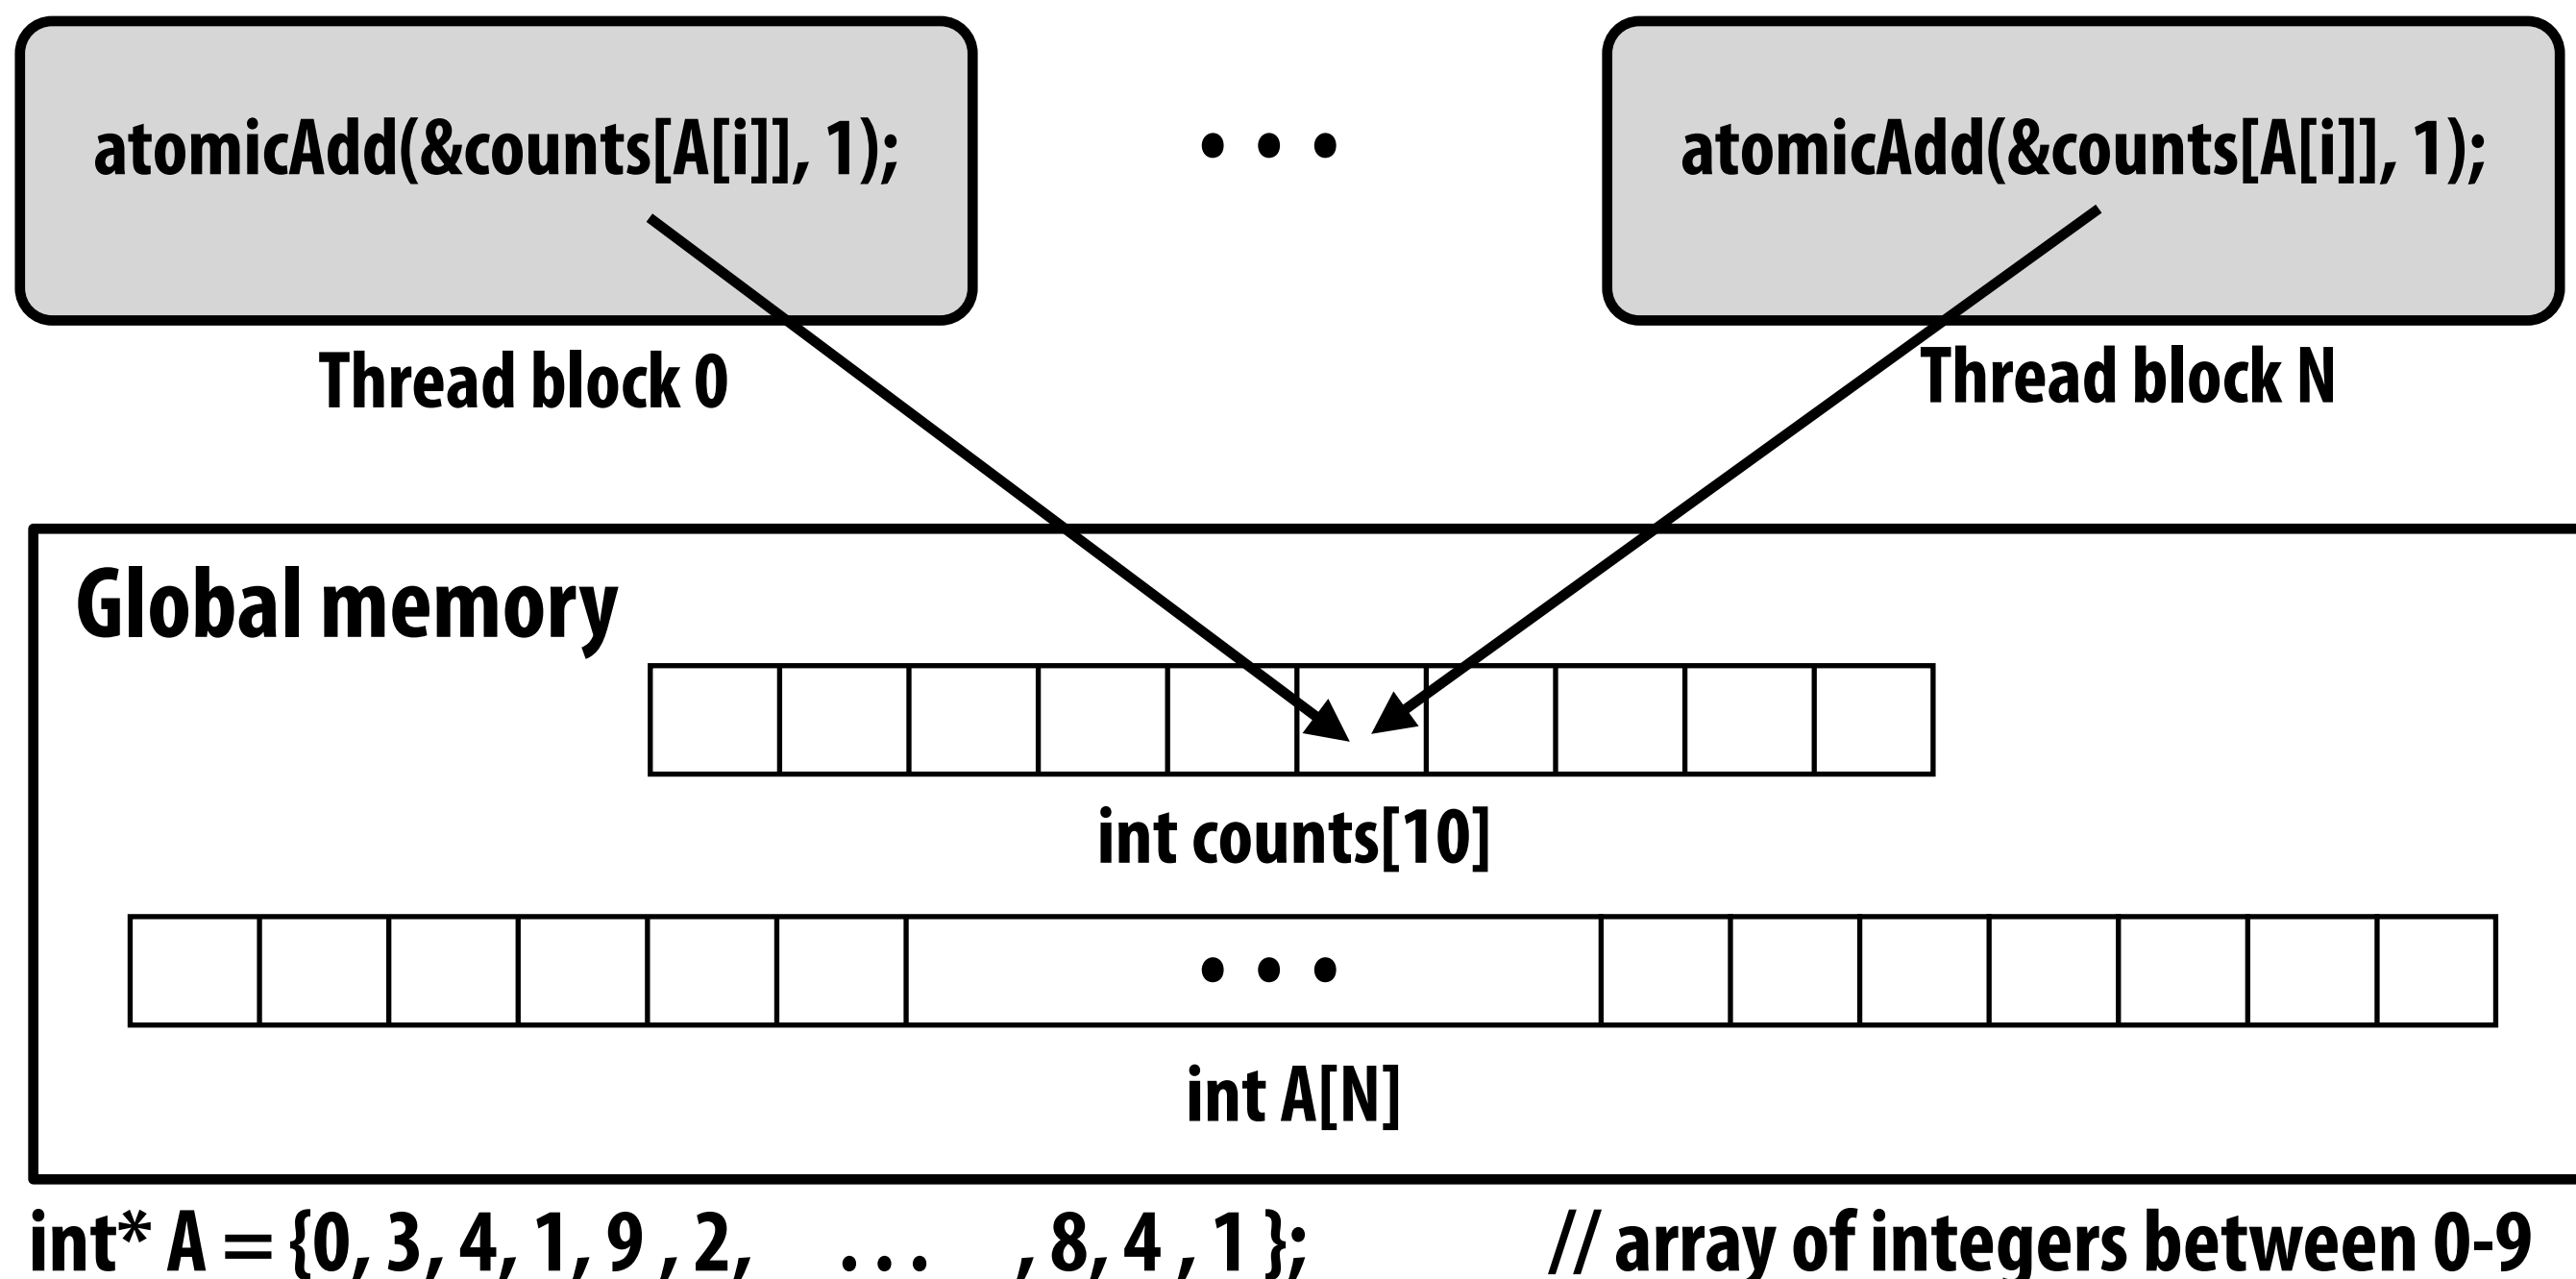 atomicAdd(&counts[A[i]], 1);
• • •
atomicAdd(&counts[A[i]], 1);
Thread block 0
Thread block N
Global memory
int counts[10]
• • •
int A[N]
int* A = {0, 3, 4, 1, 9 , 2, . . . , 8, 4 , 1 }; // array of integers between 0-9